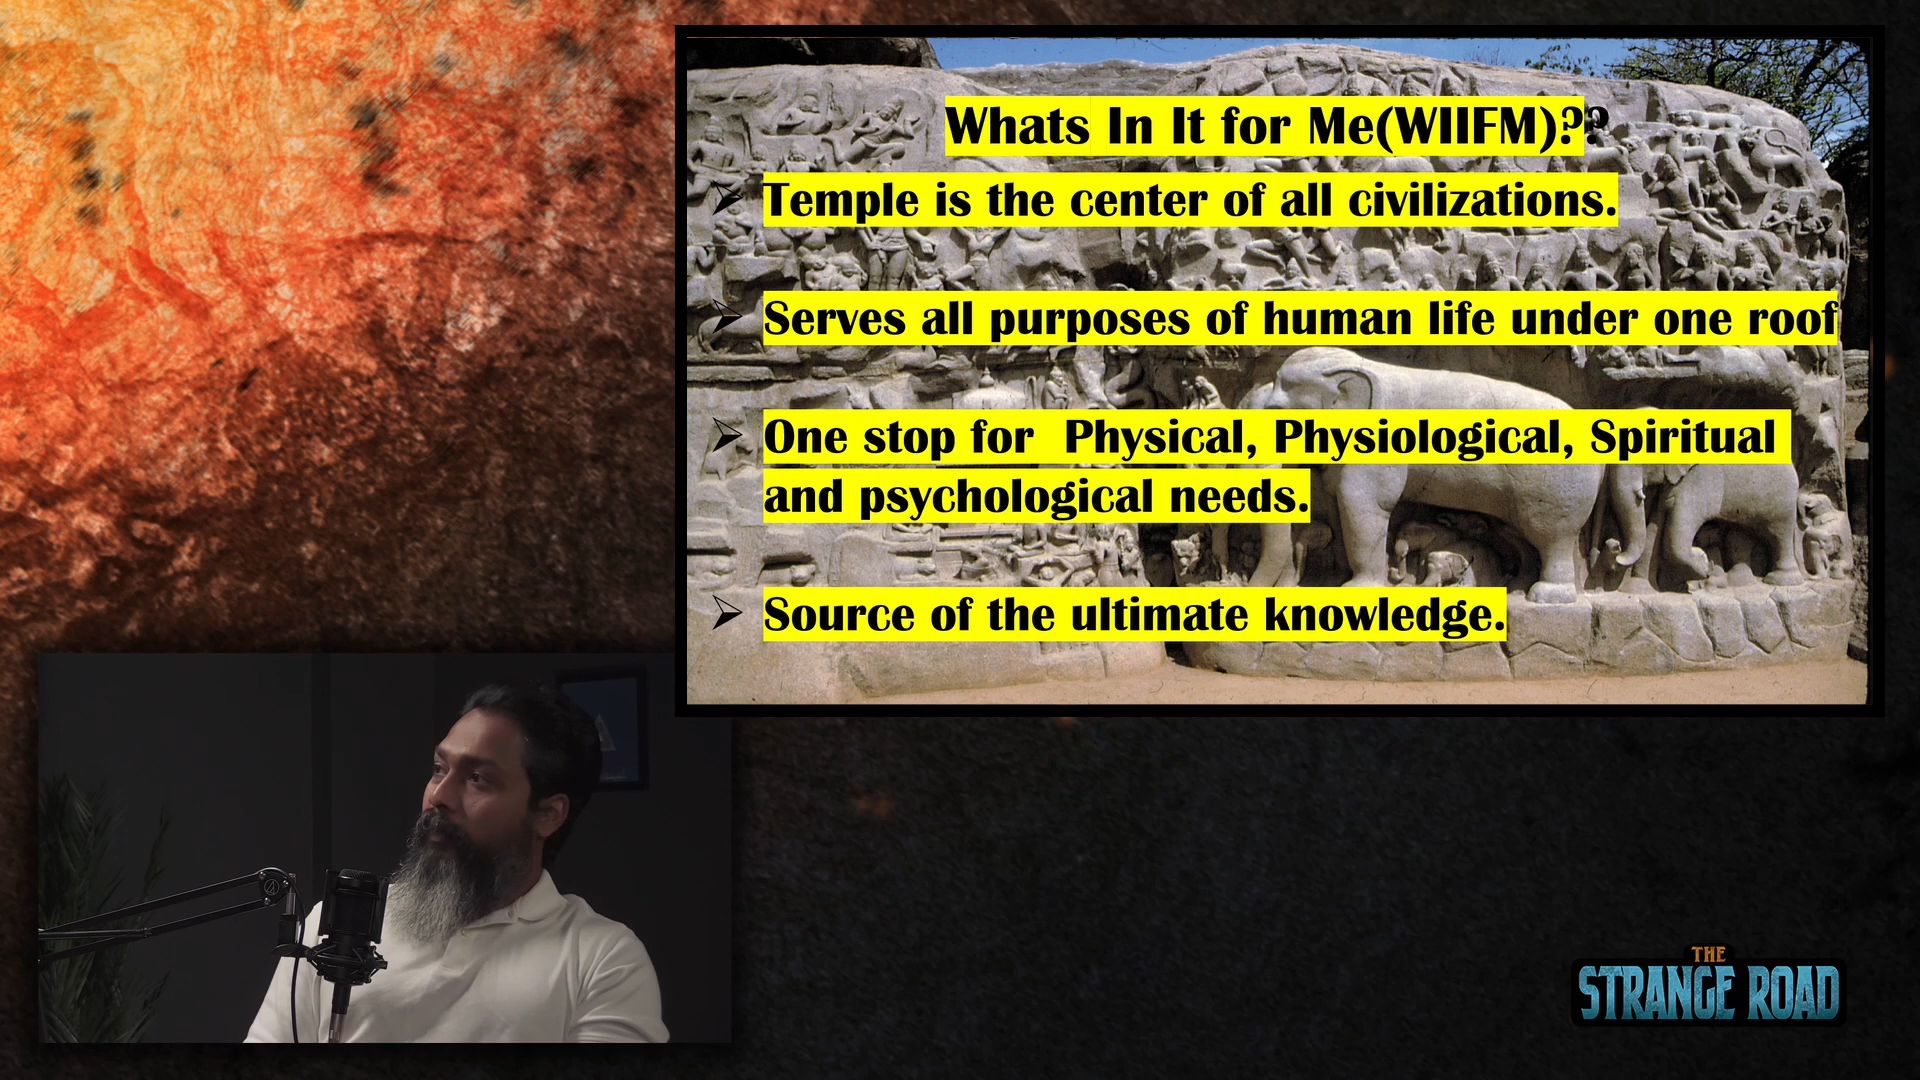 Whats In It for Me(WIIFM)??
Temple is the center of all civilizations.
Serves all purposes of human life under one roof
One stop for  Physical, Physiological, Spiritual
and psychological needs.
Source of the ultimate knowledge.
THE
STRANGE ROAD